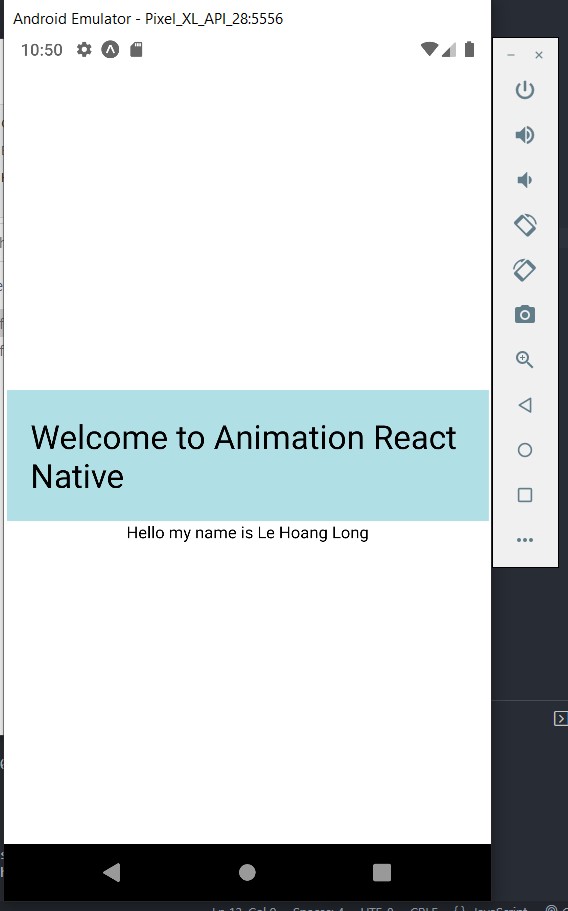 Android Emulator - Pixel_XL_API_28:5556
10:50
Welcome to Animation React
Native
Hello my name is Le Hoang Long